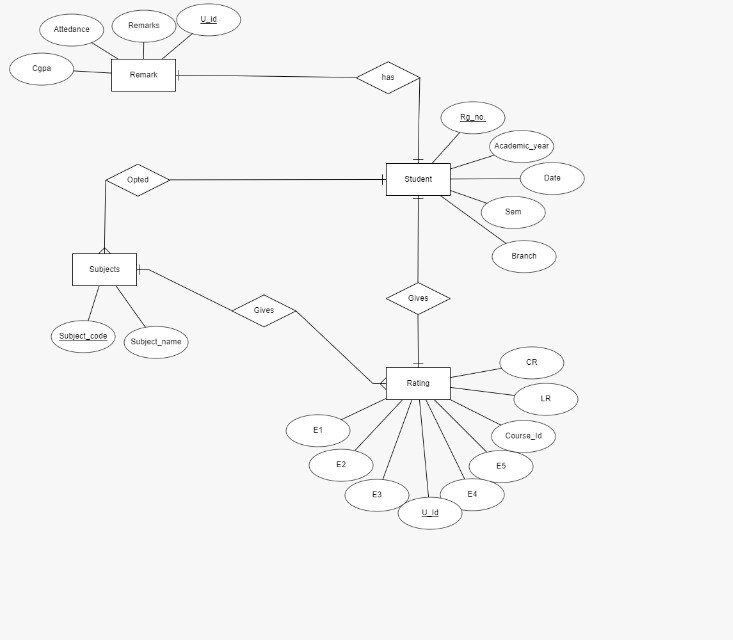 U_id
Remarks
Attedance
Cgpa
Remark
has
Rg_no.
Academic_year
Date
Student
Opted
Sem
Branch
Subjects
Gives
Gives
Subject_code
Subject_name
CR
Rating
LR
E1
Course_Id
E2
E5
E3
E4
U_Id